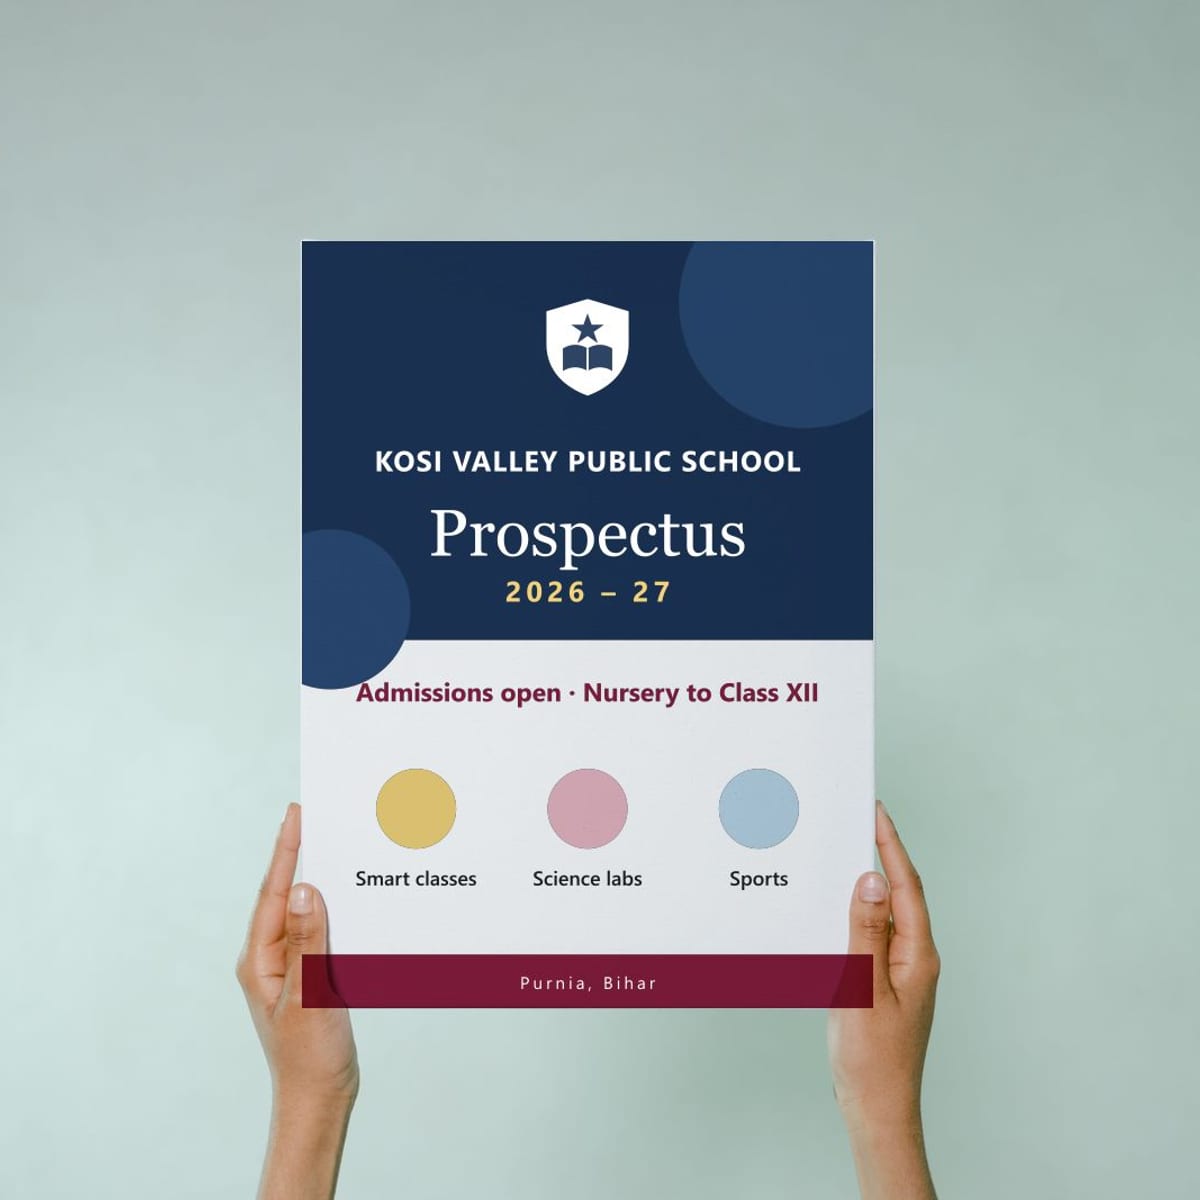 KOSI VALLEY PUBLIC SCHOOL
Prospectus
2026 – 27
Admissions open · Nursery to Class XII
Smart classes
Science labs
Sports
Purnia, Bihar